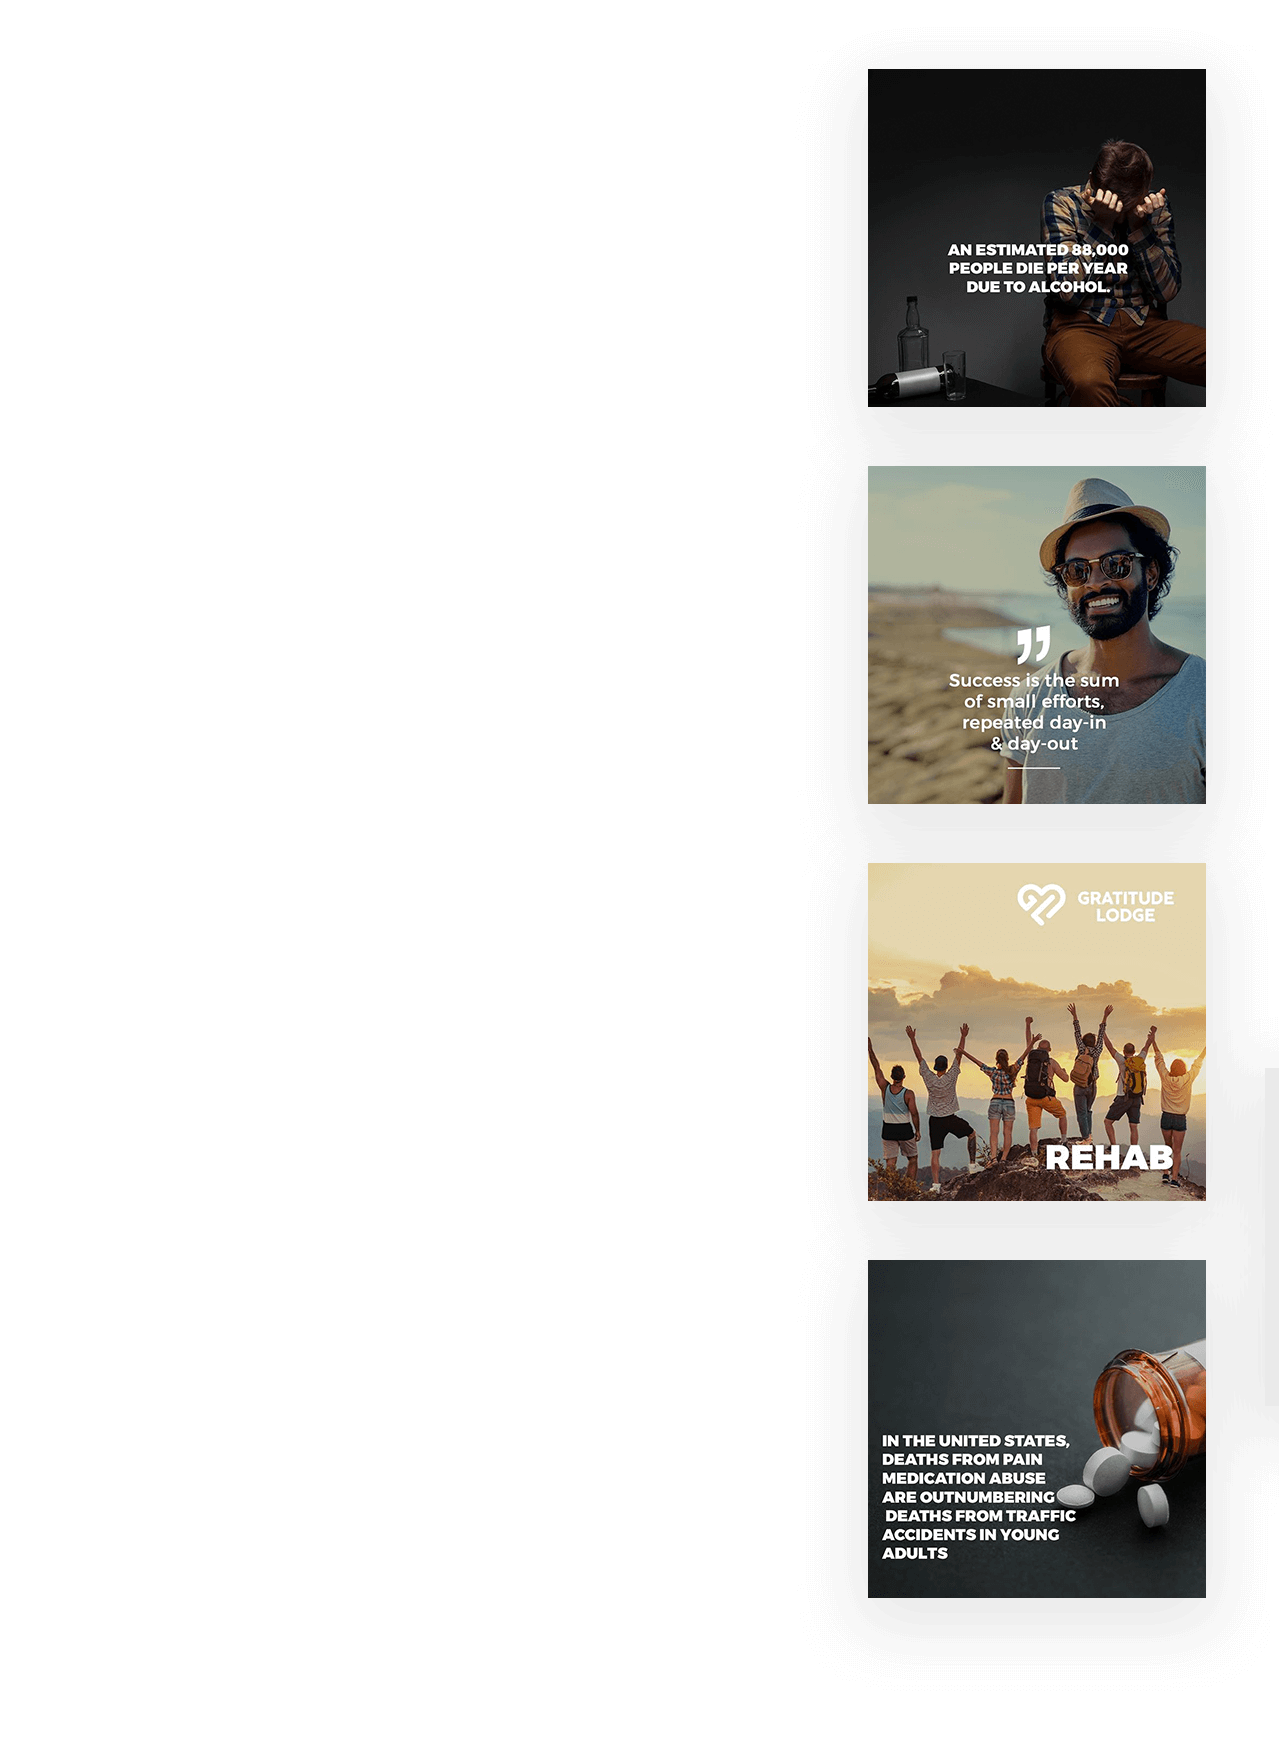 AN ESTIMATED 88,000
PEOPLE DIE PER YEAR
DUE TO ALCOHOL.
”
Success is the sum
of small efforts,
repeated day-in
& day-out
GRATITUDE
LODGE
REHAB
IN THE UNITED STATES,
DEATHS FROM PAIN
MEDICATION ABUSE
ARE OUTNUMBERING
DEATHS FROM TRAFFIC
ACCIDENTS IN YOUNG
ADULTS